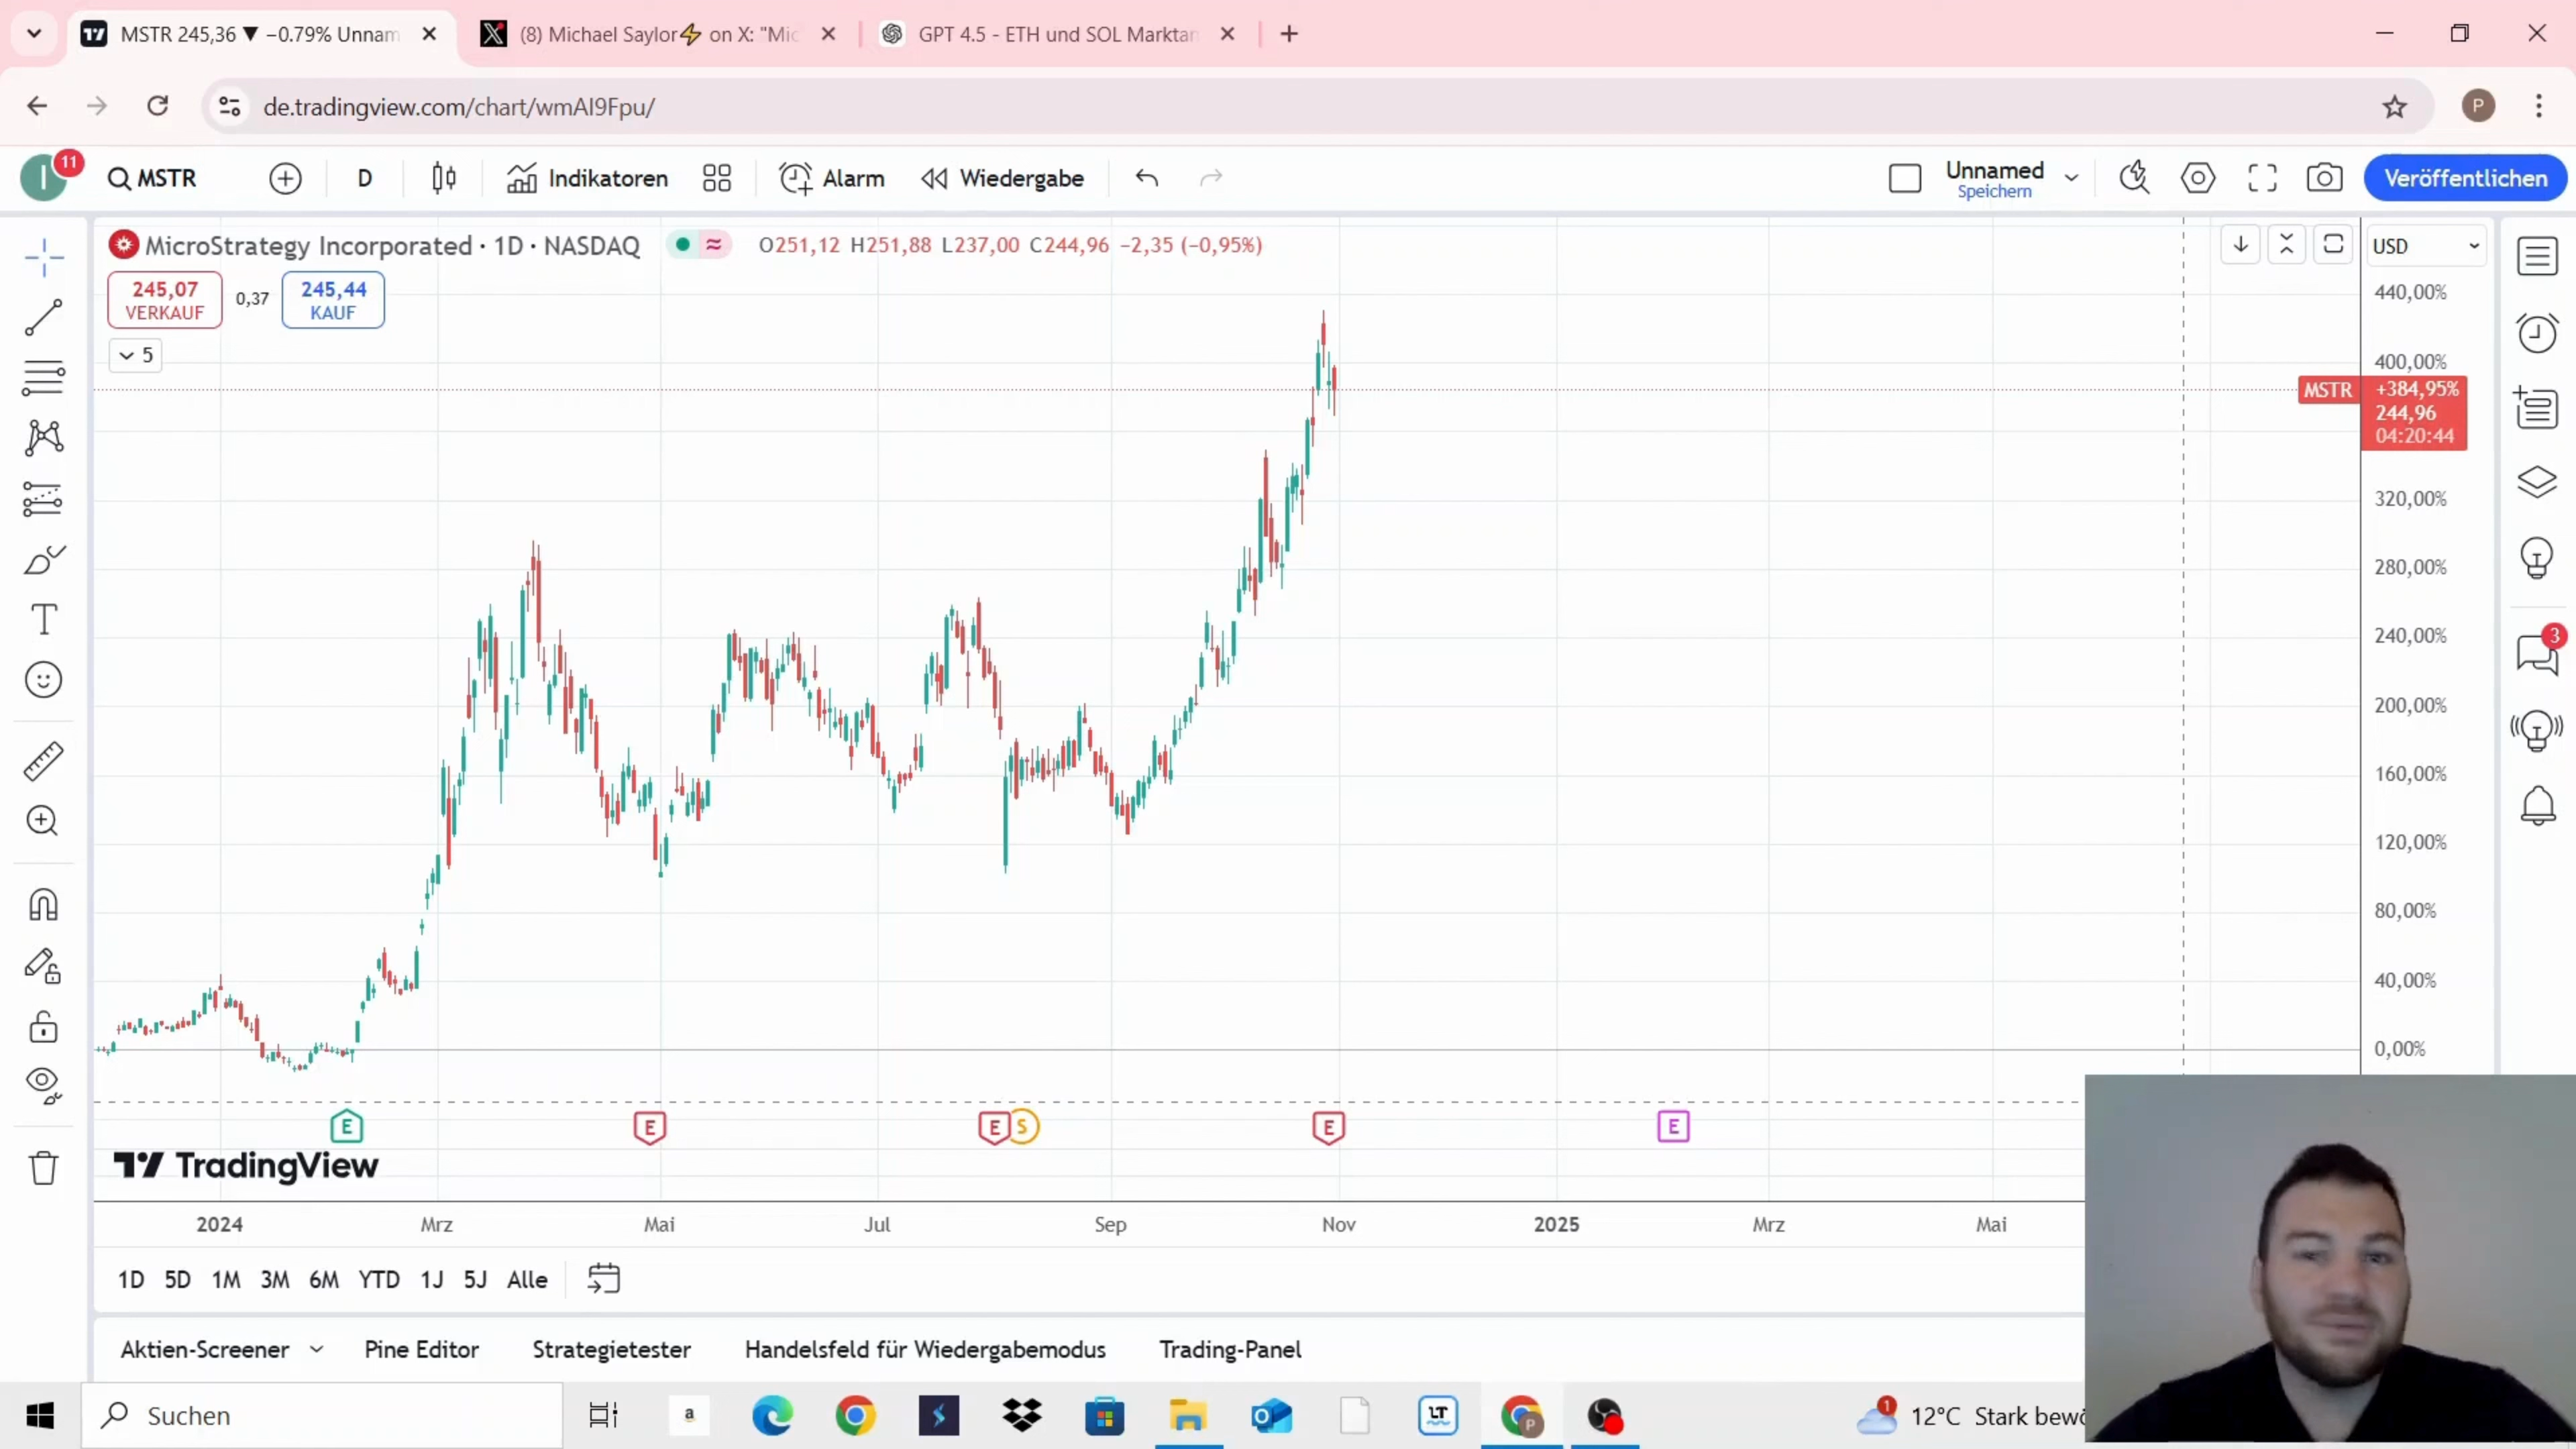 MSTR 245,36 ▼ −0.79% Unnam
(8) Michael Saylor⚡ on X: "Mic
GPT 4.5 - ETH und SOL Marktan
de.tradingview.com/chart/wmAI9Fpu/
P
I
11
MSTR
D
Indikatoren
Alarm
Wiedergabe
Unnamed
Speichern
Veröffentlichen
MicroStrategy Incorporated · 1D · NASDAQ
O251,12 H251,88 L237,00 C244,96 −2,35 (−0,95%)
USD
245,07
VERKAUF
0,37
245,44
KAUF
5
440,00%
400,00%
MSTR
+384,95%
244,96
04:20:44
320,00%
280,00%
240,00%
200,00%
160,00%
120,00%
80,00%
40,00%
0,00%
3
E
E
E
S
E
E
TradingView
2024
Mrz
Mai
Jul
Sep
Nov
2025
Mrz
Mai
1D 5D 1M 3M 6M YTD 1J 5J Alle
Aktien-Screener
Pine Editor
Strategietester
Handelsfeld für Wiedergabemodus
Trading-Panel
Suchen
a
LT
P
1
12°C Stark bewö